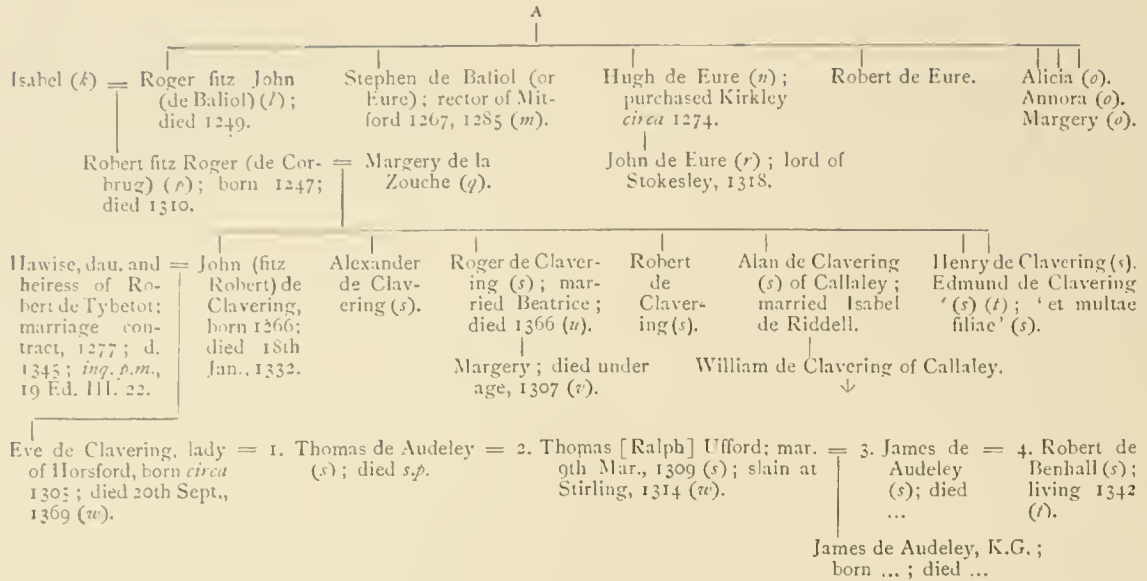 A
Isabel (k) = Roger fitz John (de Baliol) (l) ; died 1249.
Stephen de Baliol (or Eure) ; rector of Mitford 1267, 1285 (m).
Hugh de Eure (n) ; purchased Kirkley circa 1274.
Robert de Eure.
Alicia (o).
Annora (o).
Margery (o).
Robert fitz Roger (de Corbrug) (p) ; born 1247 ; died 1310.
=
Margery de la Zouche (q).
John de Eure (r) ; lord of Stokesley, 1318.
Hawise, dau. and heiress of Robert de Tybetot ; marriage contract, 1277 ; d. 1345 ; inq. p.m., 19 Ed. III. 22.
=
John (fitz Robert) de Clavering, born 1266 ; died 18th Jan., 1332.
Alexander de Clavering (s).
Roger de Clavering (s) ; married Beatrice ; died 1366 (u).
Robert de Clavering (s).
Alan de Clavering (s) of Callaley ; married Isabel de Riddell.
Henry de Clavering (s).
Edmund de Clavering (s) (t) ; ' et multae filiae ' (s).
Margery ; died under age, 1307 (v).
William de Clavering of Callaley.
Eve de Clavering, lady of Horsford, born circa 1305 ; died 20th Sept., 1369 (w).
= 1. Thomas de Audeley (s) ; died s.p.
= 2. Thomas [Ralph] Ufford ; mar. 9th Mar., 1309 (s) ; slain at Stirling, 1314 (w).
= 3. James de Audeley (s) ; died ...
= 4. Robert de Benhall (s) ; living 1342 (t).
James de Audeley, K.G. ;
born ... ; died ...